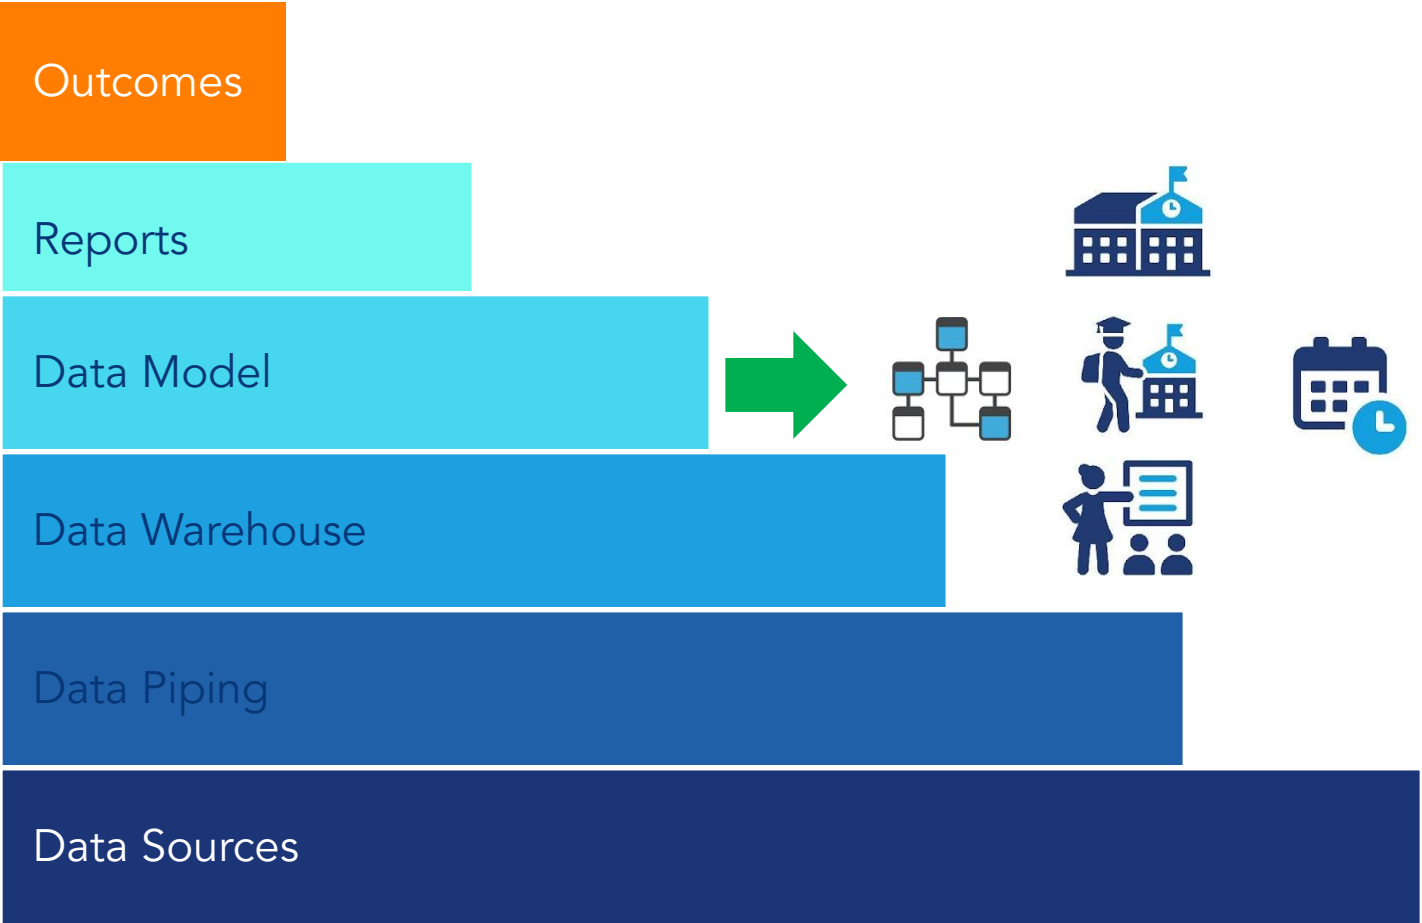 Outcomes
Reports
Data Model
Data Warehouse
Data Piping
Data Sources